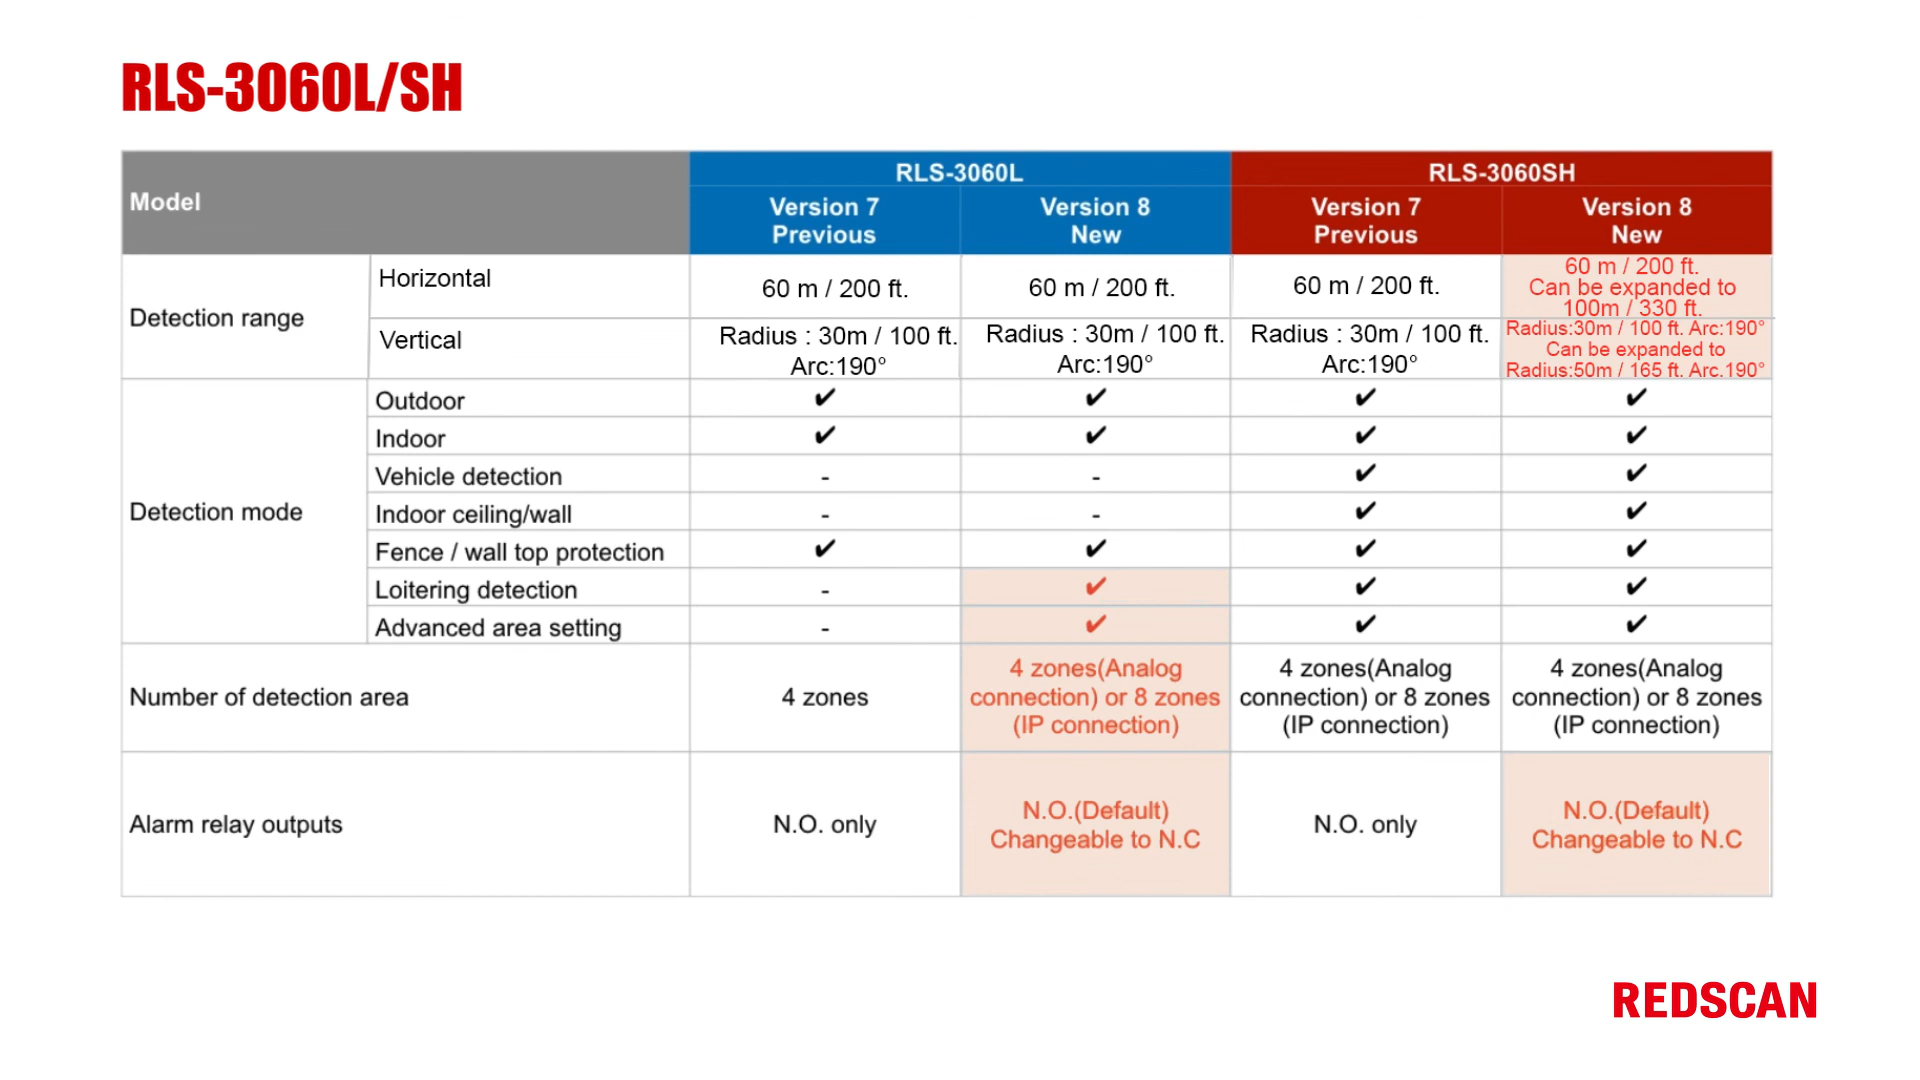 RLS-3060L/SH
Model
RLS-3060L
RLS-3060SH
Version 7
Previous
Version 8
New
Version 7
Previous
Version 8
New
Detection range
Horizontal
60 m / 200 ft.
60 m / 200 ft.
60 m / 200 ft.
60 m / 200 ft.
Can be expanded to
100m / 330 ft.
Vertical
Radius : 30m / 100 ft.
Arc:190°
Radius : 30m / 100 ft.
Arc:190°
Radius : 30m / 100 ft.
Arc:190°
Radius:30m / 100 ft. Arc:190°
Can be expanded to
Radius:50m / 165 ft. Arc.190°
Detection mode
Outdoor ✔ ✔ ✔ ✔
Indoor ✔ ✔ ✔ ✔
Vehicle detection - - ✔ ✔
Indoor ceiling/wall - - ✔ ✔
Fence / wall top protection ✔ ✔ ✔ ✔
Loitering detection - ✔ ✔ ✔
Advanced area setting - ✔ ✔ ✔
Number of detection area
4 zones
4 zones(Analog
connection) or 8 zones
(IP connection)
4 zones(Analog
connection) or 8 zones
(IP connection)
4 zones(Analog
connection) or 8 zones
(IP connection)
Alarm relay outputs
N.O. only
N.O.(Default)
Changeable to N.C
N.O. only
N.O.(Default)
Changeable to N.C
REDSCAN